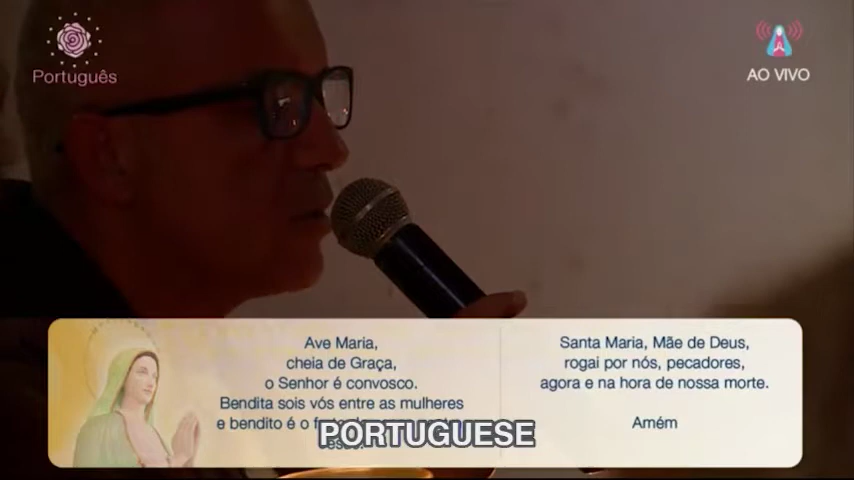 Português
AO VIVO
Ave Maria,
cheia de Graça,
o Senhor é convosco.
Bendita sois vós entre as mulheres
e bendito é o
Santa Maria, Mãe de Deus,
rogai por nós, pecadores,
agora e na hora de nossa morte.
Amém
PORTUGUESE